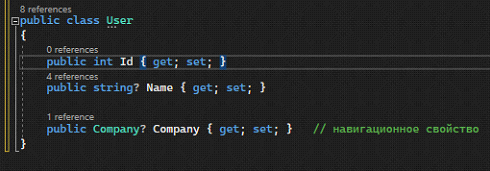 8 references
public class User
{
0 references
public int Id { get; set; }
4 references
public string? Name { get; set; }
1 reference
public Company? Company { get; set; } // навигационное свойство
}